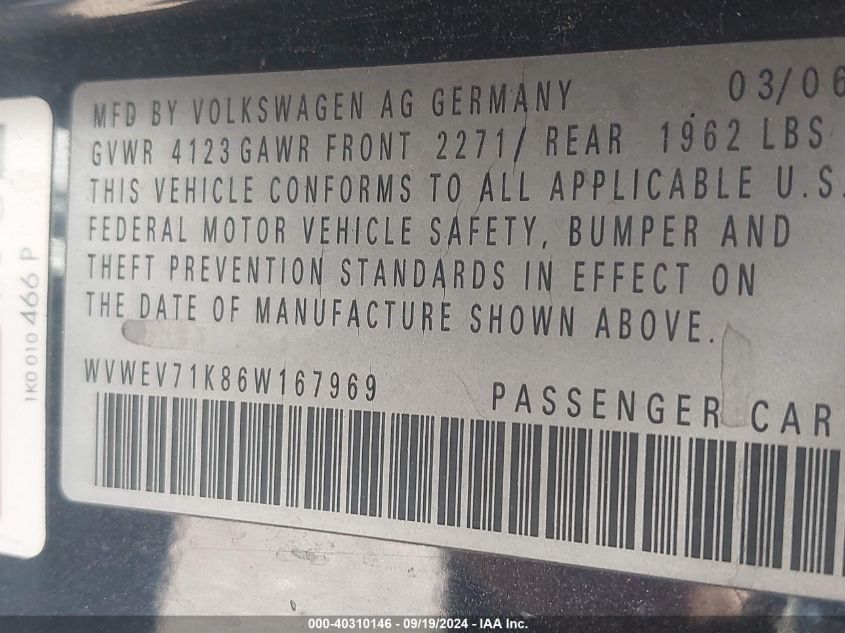 MFD BY VOLKSWAGEN AG GERMANY 03/06
GVWR 4123 GAWR FRONT 2271/ REAR 1962 LBS
THIS VEHICLE CONFORMS TO ALL APPLICABLE U.S.
FEDERAL MOTOR VEHICLE SAFETY, BUMPER AND
THEFT PREVENTION STANDARDS IN EFFECT ON
THE DATE OF MANUFACTURE SHOWN ABOVE.
WVWEV71K86W167969 PASSENGER CAR
1K0 010 466 P
000-40310146 - 09/19/2024 - IAA Inc.